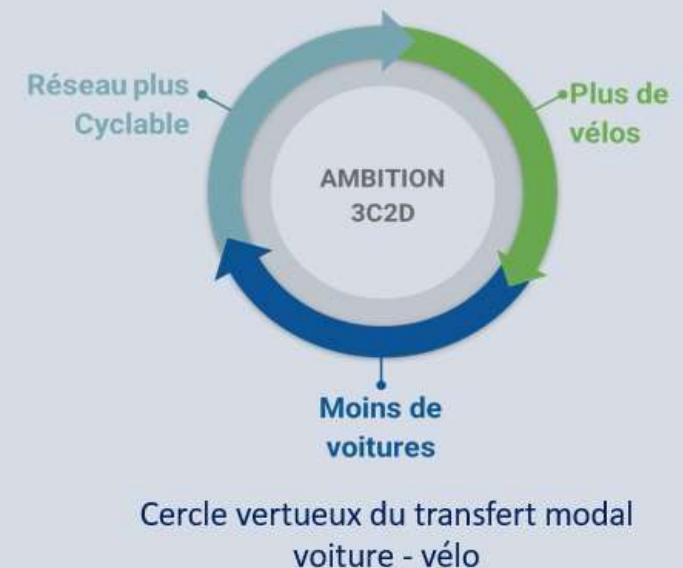 Réseau plus
Cyclable
Plus de
vélos
AMBITION
3C2D
Moins de
voitures
Cercle vertueux du transfert modal
voiture - vélo